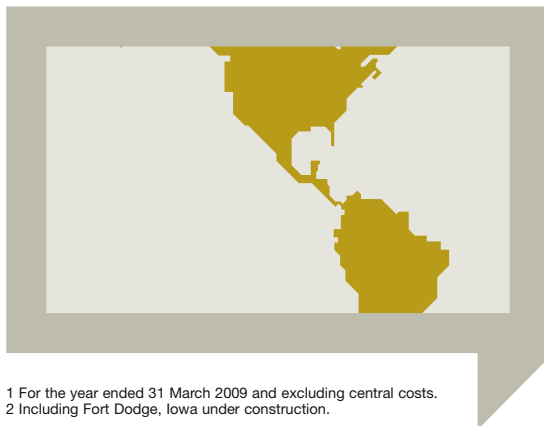 1 For the year ended 31 March 2009 and excluding central costs.
2 Including Fort Dodge, Iowa under construction.